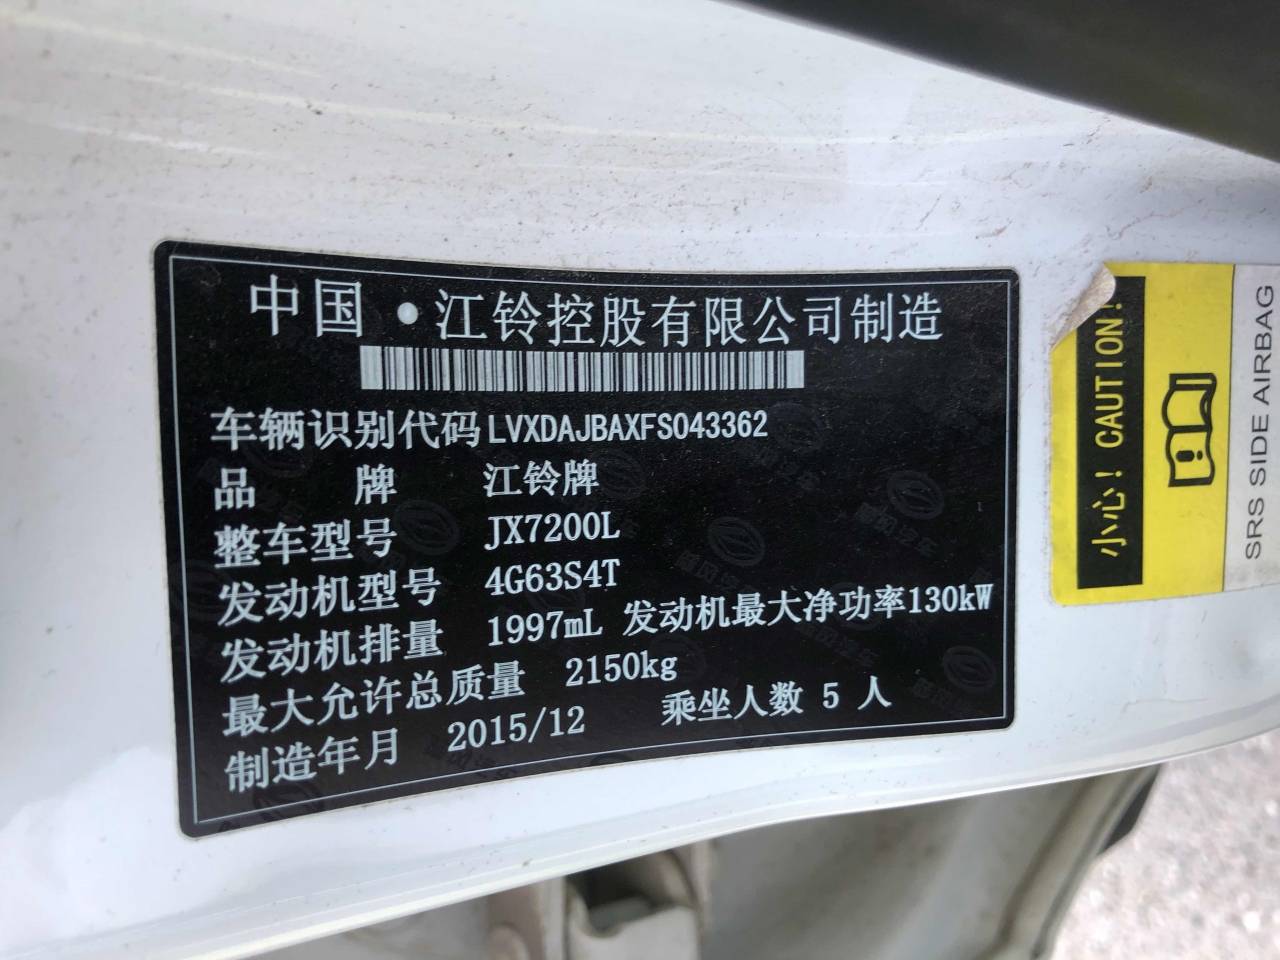 中国·江铃控股有限公司制造
车辆识别代码 LVXDAJBAXFS043362
品 牌 江铃牌
整车型号 JX7200L
发动机型号 4G63S4T
发动机排量 1997mL 发动机最大净功率130kW
最大允许总质量 2150kg
制造年月 2015/12 乘坐人数 5 人
小心! CAUTION!
SRS SIDE AIRBAG